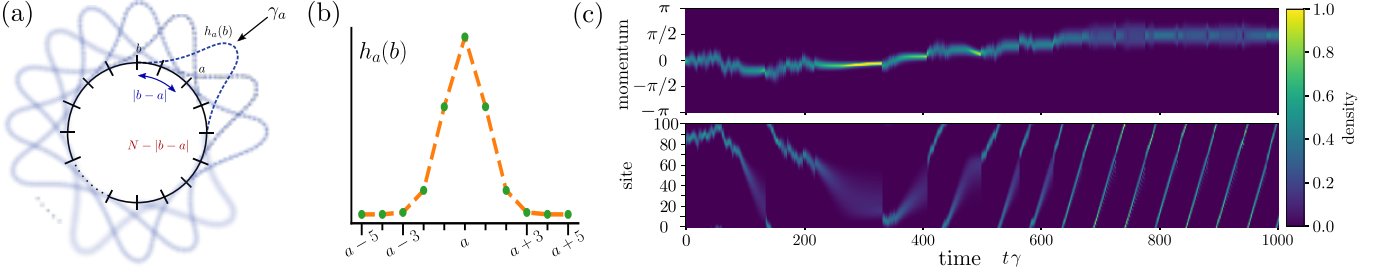 (a)
γₐ
hₐ(b)
b
a
|b − a|
N − |b − a|
(b)
hₐ(b)
a − 5
a − 3
a
a + 3
a + 5
(c)
momentum
π
π/2
0
−π/2
−π
site
100
80
60
40
20
0
0
200
400
600
800
1000
time tγ
1.0
0.8
0.6
0.4
0.2
0.0
density